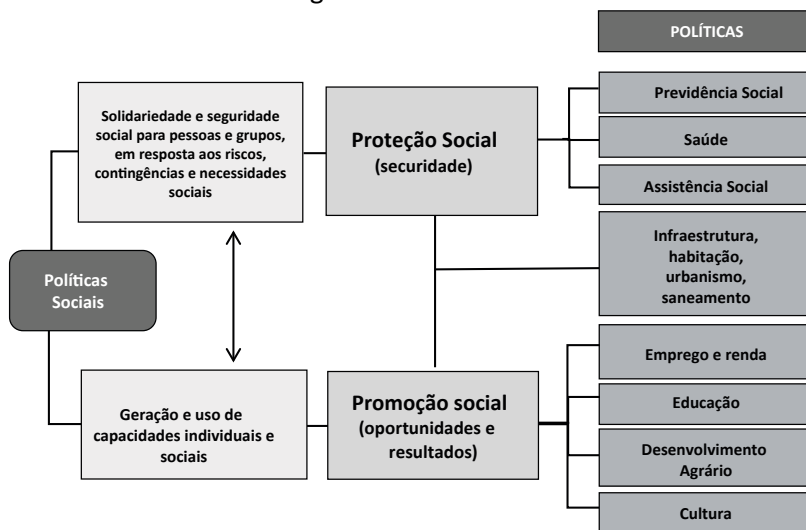 POLÍTICAS
Solidariedade e seguridade
social para pessoas e grupos,
em resposta aos riscos,
contingências e necessidades
sociais
Proteção Social
(securidade)
Previdência Social
Saúde
Assistência Social
Infraestrutura,
habitação,
urbanismo,
saneamento
Políticas
Sociais
Geração e uso de
capacidades individuais e
sociais
Promoção social
(oportunidades e
resultados)
Emprego e renda
Educação
Desenvolvimento
Agrário
Cultura